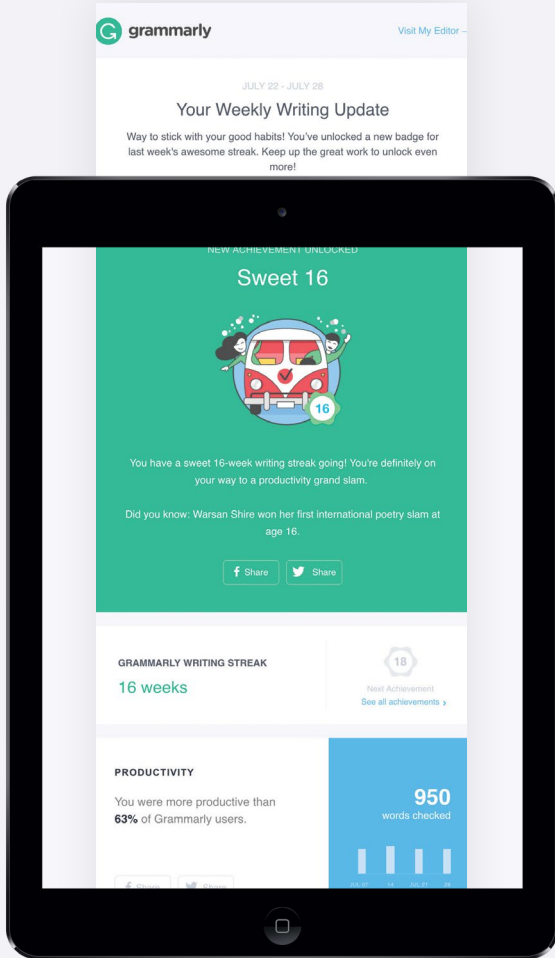 grammarly
Visit My Editor –
JULY 22 - JULY 28
Your Weekly Writing Update
Way to stick with your good habits! You've unlocked a new badge for
last week's awesome streak. Keep up the great work to unlock even
more!
NEW ACHIEVEMENT UNLOCKED
Sweet 16
16
You have a sweet 16-week writing streak going! You're definitely on
your way to a productivity grand slam.
Did you know: Warsan Shire won her first international poetry slam at
age 16.
f Share
Share
GRAMMARLY WRITING STREAK
16 weeks
18
Next Achievement
See all achievements ›
PRODUCTIVITY
You were more productive than
63% of Grammarly users.
950
words checked
f Share
Share
JUL 07 14 JUL 21 28